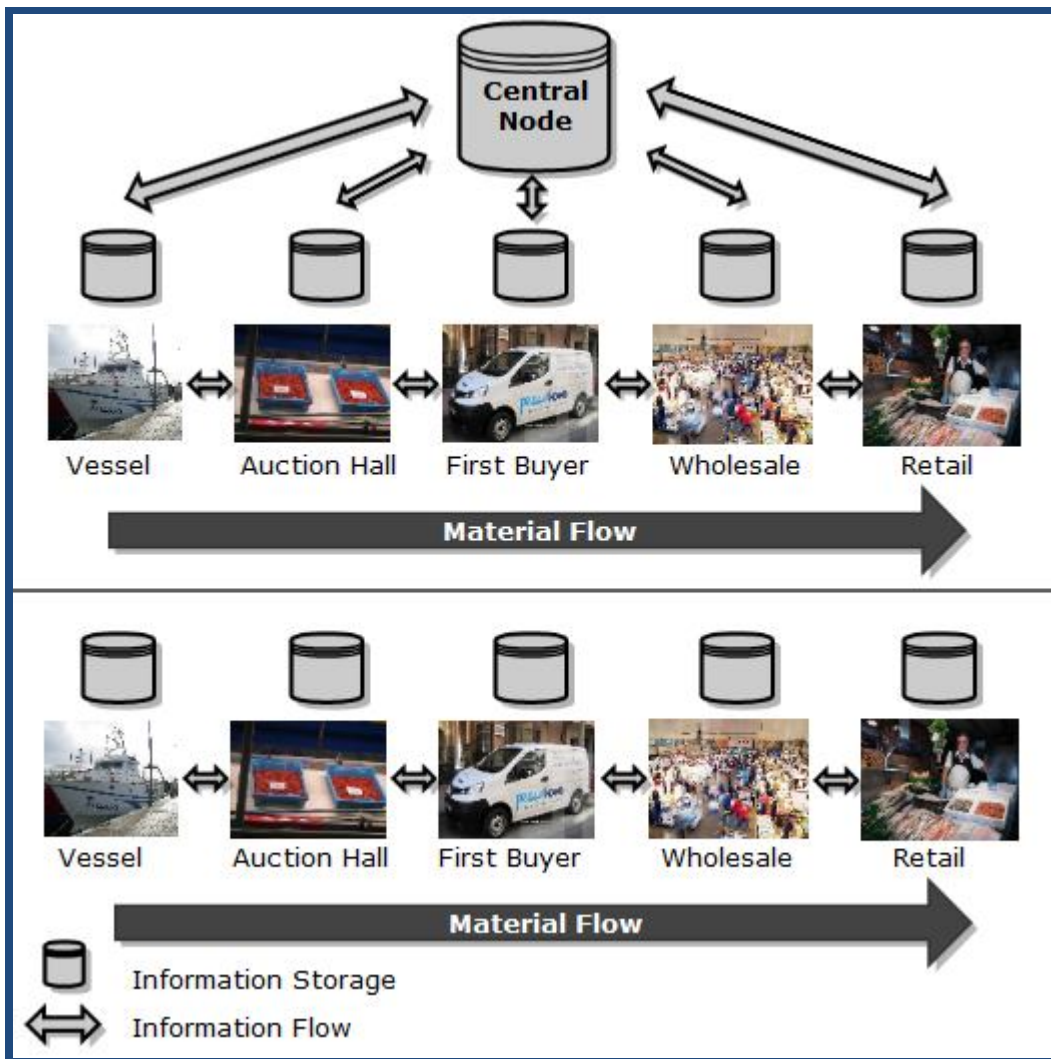 Central
Node
Vessel
Auction Hall
First Buyer
Wholesale
Retail
Material Flow
Vessel
Auction Hall
First Buyer
Wholesale
Retail
Material Flow
Information Storage
Information Flow